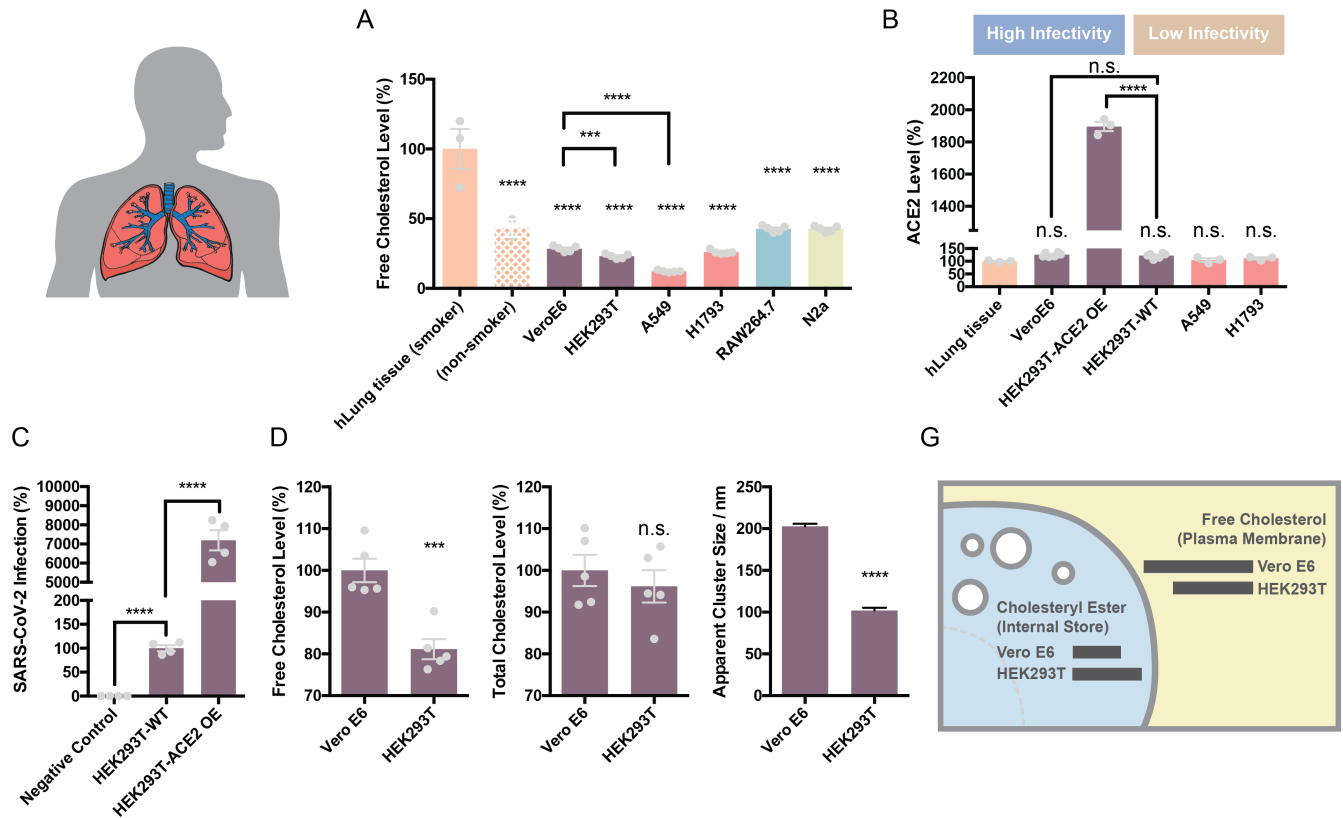 A
Free Cholesterol Level (%)
150
100
50
0
****
****
***
****
****
****
****
****
****
hLung tissue (smoker)
(non-smoker)
VeroE6
HEK293T
A549
H1793
RAW264.7
N2a
B
High Infectivity
Low Infectivity
ACE2 Level (%)
2200
2000
1800
1600
1400
150
100
50
0
n.s.
****
n.s.
n.s.
n.s.
n.s.
hLung tissue
VeroE6
HEK293T-ACE2 OE
HEK293T-WT
A549
H1793
C
SARS-CoV-2 Infection (%)
10000
9000
8000
7000
6000
5000
200
150
100
50
0
****
****
Negative Control
HEK293T-WT
HEK293T-ACE2 OE
D
Free Cholesterol Level (%)
120
110
100
90
80
70
***
Vero E6
HEK293T
Total Cholesterol Level (%)
120
110
100
90
80
70
n.s.
Vero E6
HEK293T
Apparent Cluster Size / nm
250
200
150
100
50
0
****
Vero E6
HEK293T
G
Free Cholesterol
(Plasma Membrane)
Vero E6
HEK293T
Cholesteryl Ester
(Internal Store)
Vero E6
HEK293T